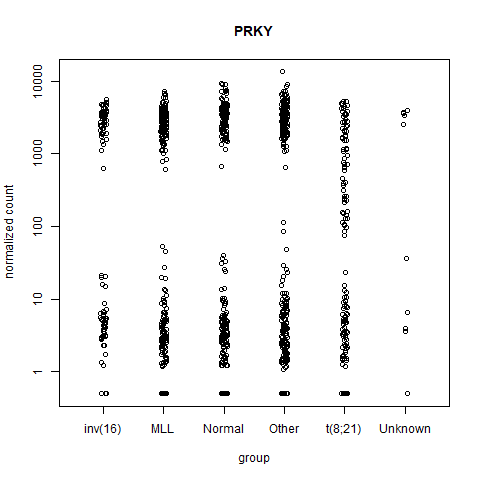 PRKY
normalized count
10000
1000
100
10
1
inv(16) MLL Normal Other t(8;21) Unknown
group